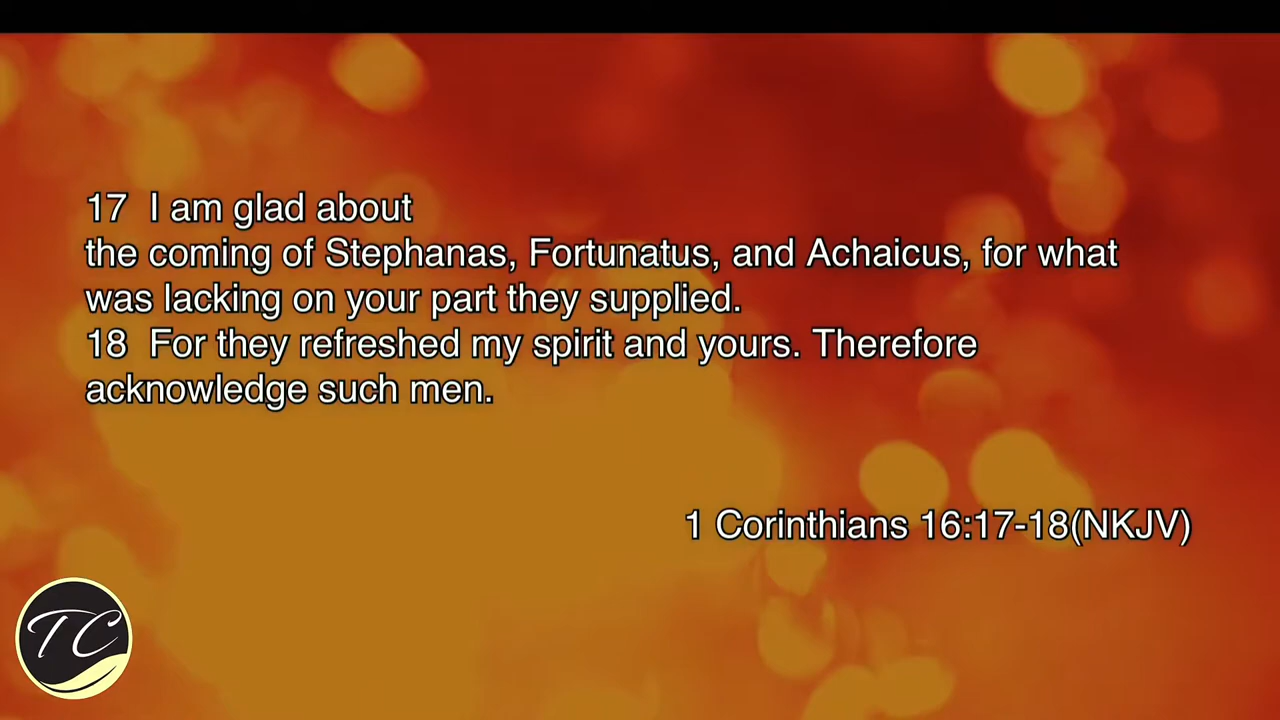 17 I am glad about
the coming of Stephanas, Fortunatus, and Achaicus, for what
was lacking on your part they supplied.
18 For they refreshed my spirit and yours. Therefore
acknowledge such men.
1 Corinthians 16:17-18(NKJV)
TC